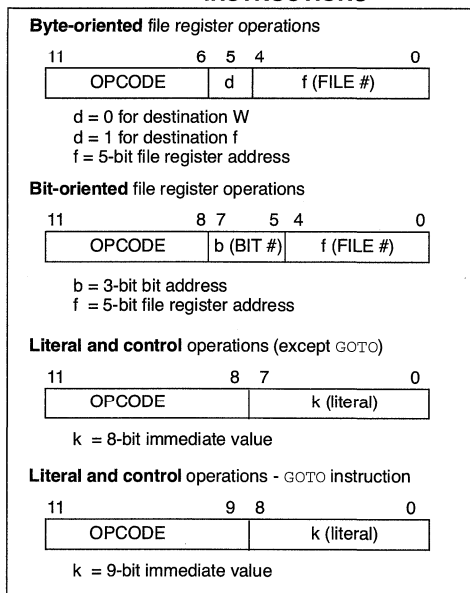 Byte-oriented file register operations
11 6 5 4 0
OPCODE d f (FILE #)
d = 0 for destination W
d = 1 for destination f
f = 5-bit file register address
Bit-oriented file register operations
11 8 7 5 4 0
OPCODE b (BIT #) f (FILE #)
b = 3-bit bit address
f = 5-bit file register address
Literal and control operations (except GOTO)
11 8 7 0
OPCODE k (literal)
k = 8-bit immediate value
Literal and control operations - GOTO instruction
11 9 8 0
OPCODE k (literal)
k = 9-bit immediate value